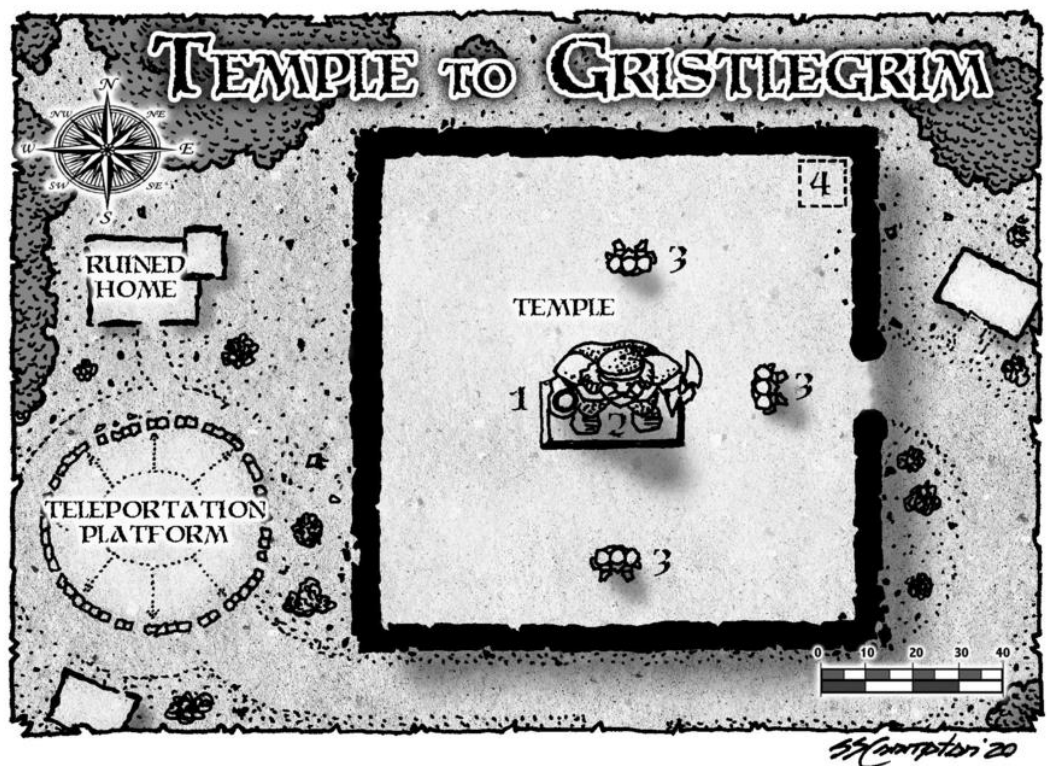 TEMPLE TO GRISTLEGRIM
N
NW NE
W E
SW SE
S
4
RUINED
HOME
3
TEMPLE
1
2
3
TELEPORTATION
PLATFORM
3
0 10 20 30 40
SSCrompton '20